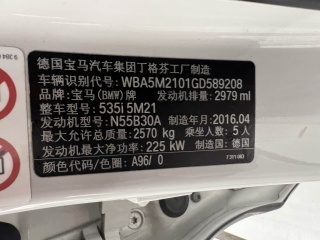 德国宝马汽车集团丁格芬工厂制造
车辆识别代号: WBA5M2101GD589208
品牌: 宝马(BMW)牌 发动机排量: 2979 ml
整车型号: 535i 5M21
发动机型号: N55B30A 制造年月: 2016.04
最大允许总质量: 2570 kg 乘坐人数: 5 人
发动机最大净功率: 225 kW 制造国: 德国
颜色代码/色圈: A96/ 0